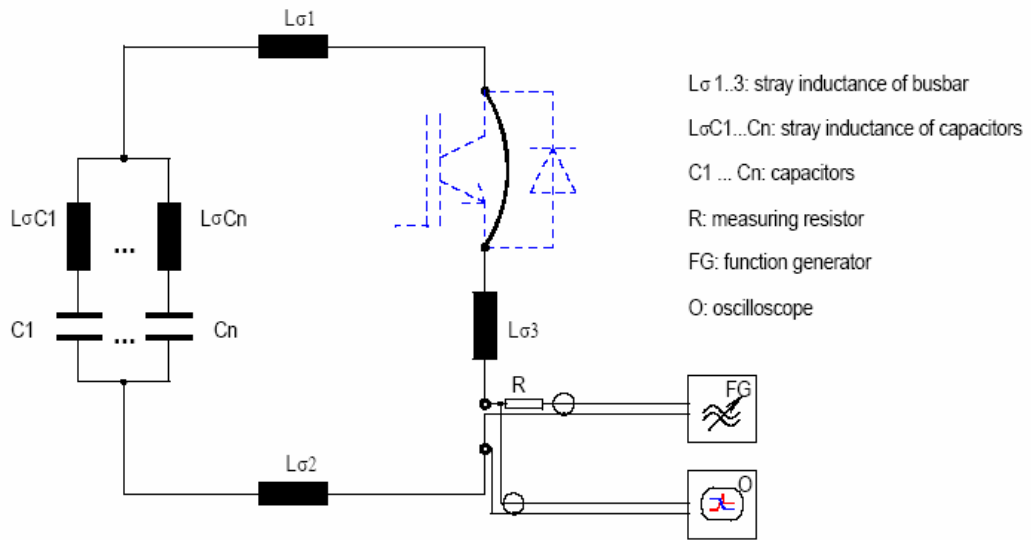 Lσ1
Lσ 1..3: stray inductance of busbar
LσC1...Cn: stray inductance of capacitors
C1 ... Cn: capacitors
R: measuring resistor
FG: function generator
O: oscilloscope
LσC1
...
LσCn
C1
...
Cn
Lσ3
R
FG
Lσ2
O